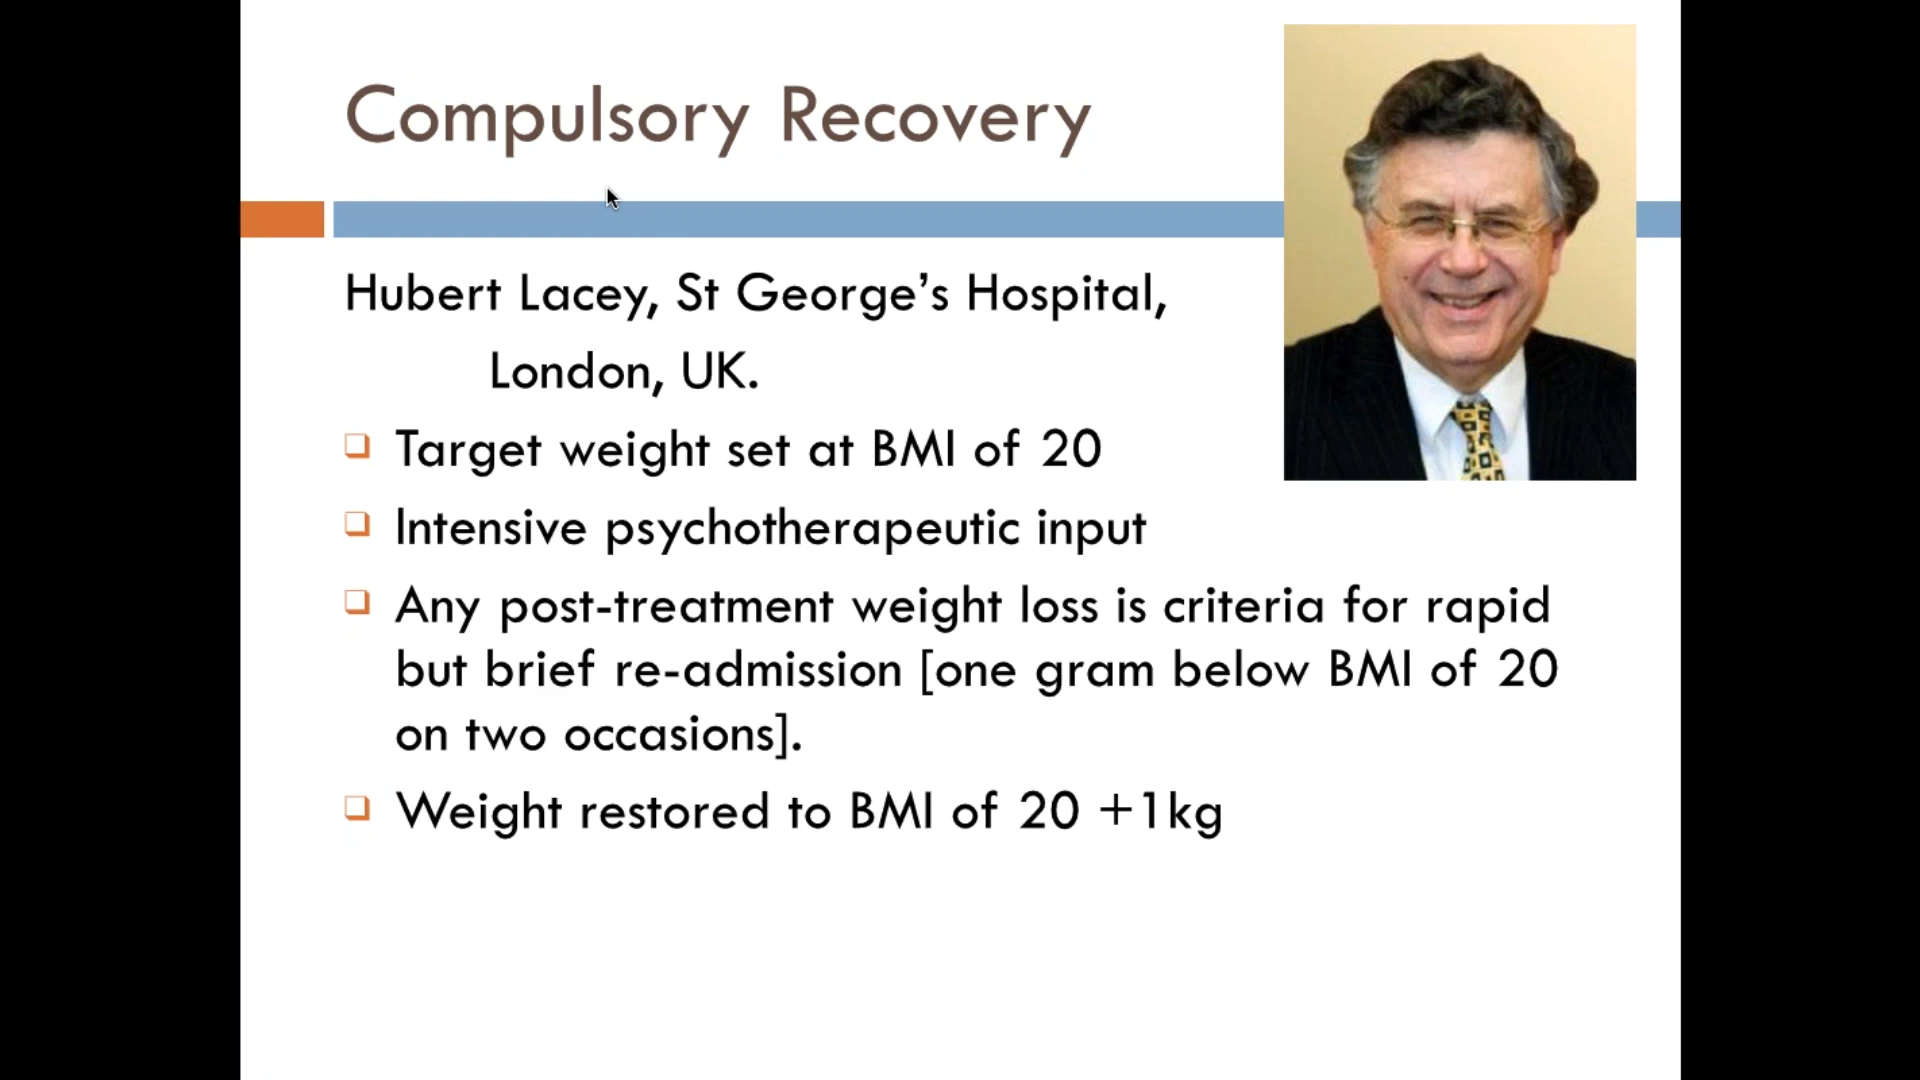 Compulsory Recovery
Hubert Lacey, St George’s Hospital,
London, UK.
Target weight set at BMI of 20
Intensive psychotherapeutic input
Any post-treatment weight loss is criteria for rapid
but brief re-admission [one gram below BMI of 20
on two occasions].
Weight restored to BMI of 20 +1kg